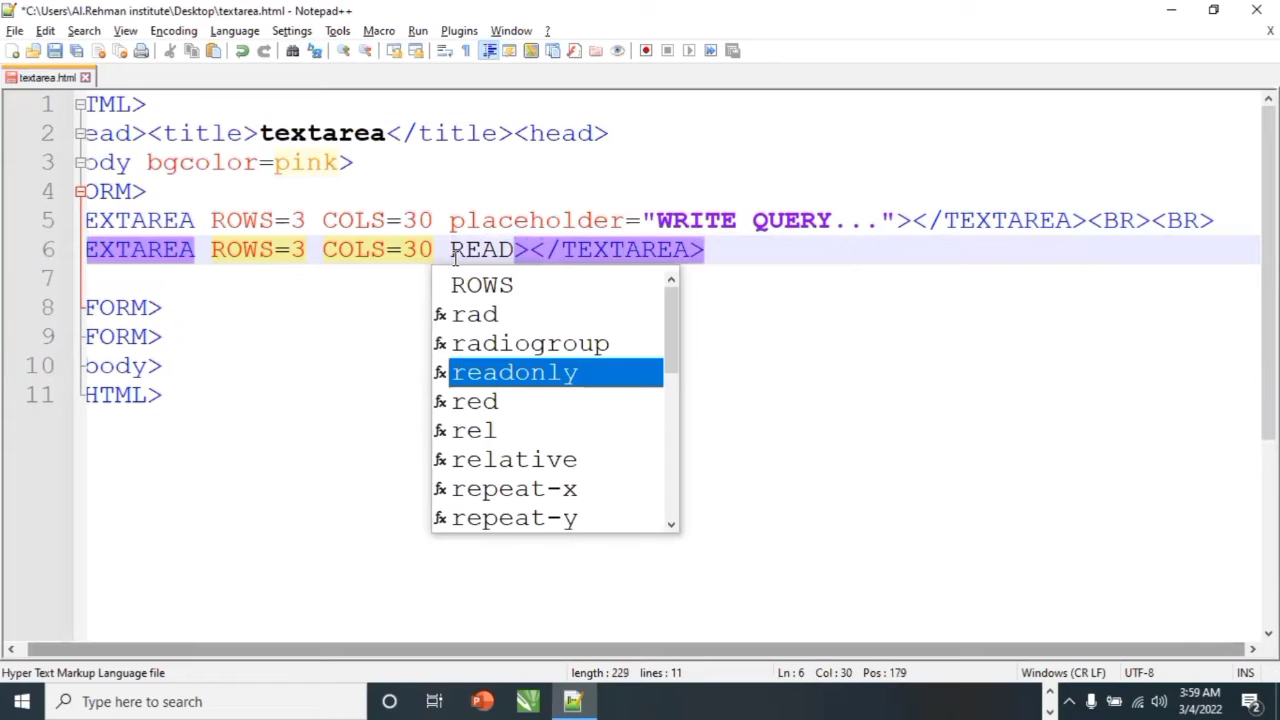 *C:\Users\Al.Rehman institute\Desktop\textarea.html - Notepad++
File Edit Search View Encoding Language Settings Tools Macro Run Plugins Window ? X
textarea.html
1 TML>
2 ead><title>textarea</title><head>
3 ody bgcolor=pink>
4 ORM>
5 EXTAREA ROWS=3 COLS=30 placeholder="WRITE QUERY..."></TEXTAREA><BR><BR>
6 EXTAREA ROWS=3 COLS=30 READ></TEXTAREA>
7
ROWS
8 FORM>
rad
9 FORM>
radiogroup
10 body>
readonly
11 HTML>
red
rel
relative
repeat-x
repeat-y
Hyper Text Markup Language file length : 229 lines : 11 Ln : 6 Col : 30 Pos : 179 Windows (CR LF) UTF-8 INS
Type here to search
3:59 AM
3/4/2022
2